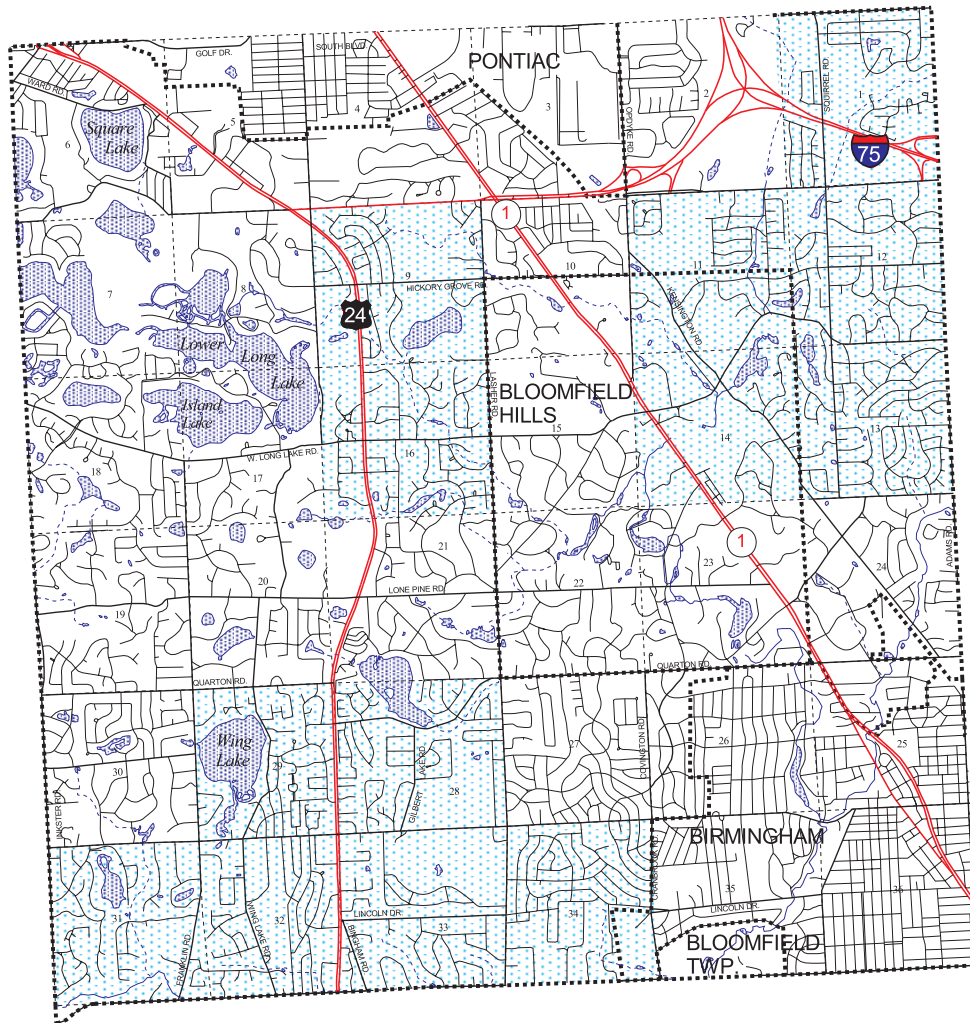 GOLF DR.
SOUTH BLVD.
PONTIAC
SQUIRREL RD.
WARD RD.
OPDYKE RD
Square
Lake
6
5
4
3
2
1
75
1
7
8
9
10
11
12
HICKORY GROVE RD.
KENSINGTON RD.
24
Lower
Long
Lake
Island
Lake
LASHER RD.
BLOOMFIELD
HILLS
W. LONG LAKE RD.
18
17
16
15
14
13
1
ADAMS RD.
19
20
21
22
23
24
LONE PINE RD
QUARTON RD.
QUARTON RD.
Wing
Lake
30
29
28
27
26
25
INKSTER RD.
GILBERT
LAKE RD.
COVINGTON RD.
CRANBROOK RD.
BIRMINGHAM
31
32
33
34
35
36
FRANKLIN RD.
WING LAKE RD.
BINGHAM RD.
LINCOLN DR.
LINCOLN DR.
BLOOMFIELD
TWP